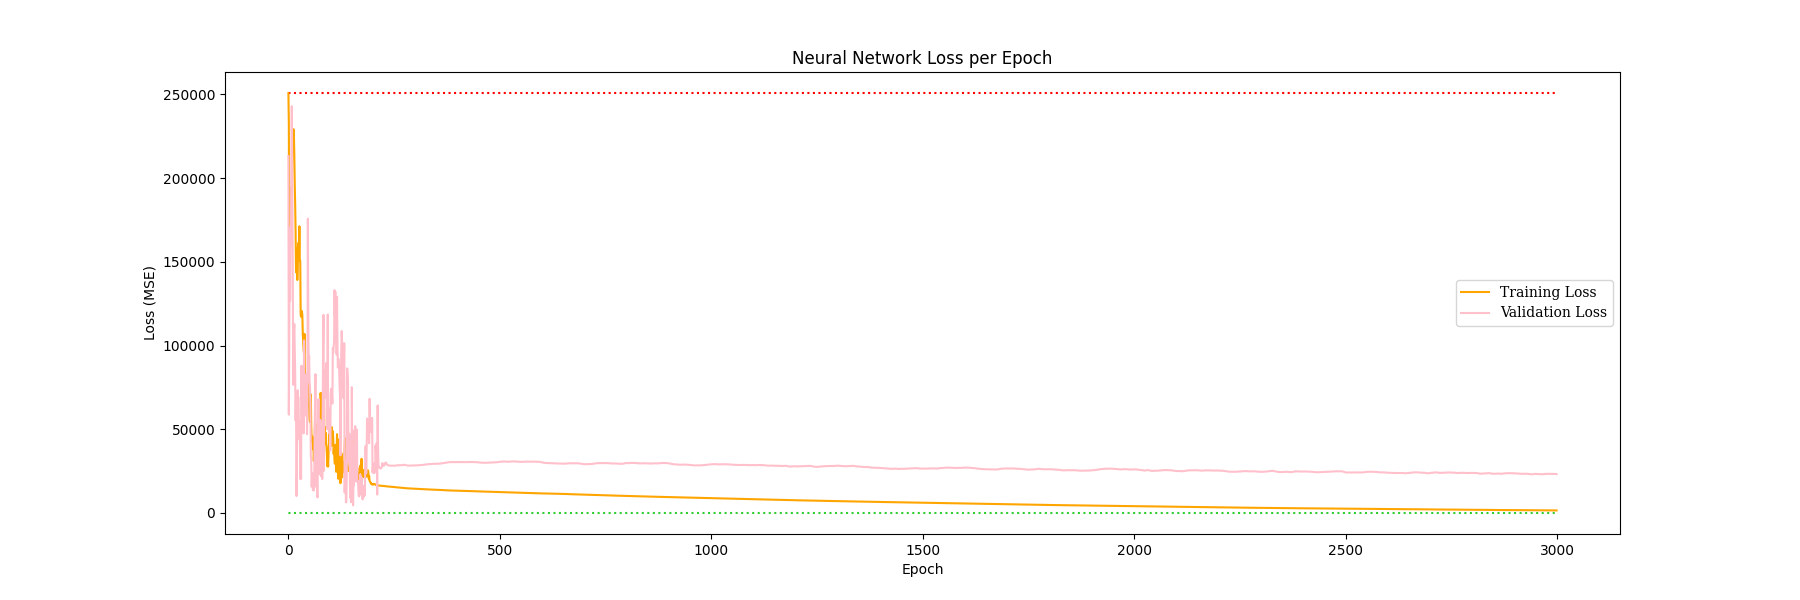 Neural Network Loss per Epoch
250000
200000
150000
100000
50000
0
Loss (MSE)
Training Loss
Validation Loss
0 500 1000 1500 2000 2500 3000
Epoch